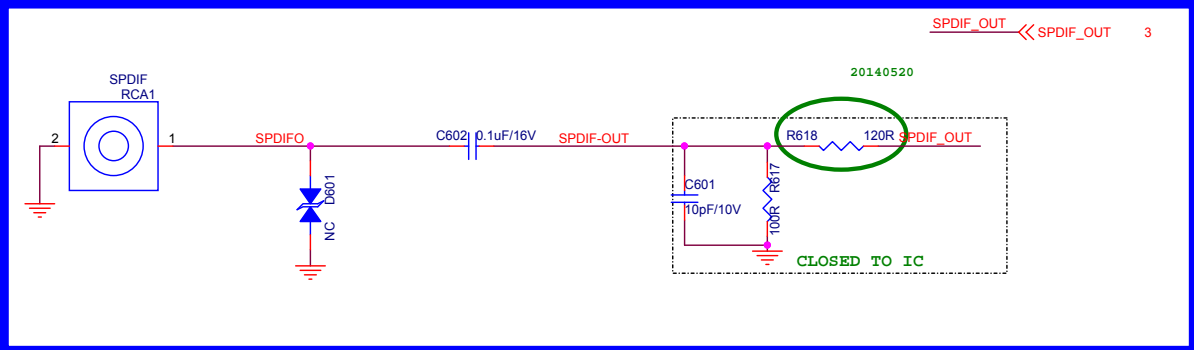 SPDIF_OUT
SPDIF_OUT 3
20140520
SPDIF
RCA1
2
1
SPDIFO
C602 0.1uF/16V
SPDIF-OUT
R618 120R
SPDIF_OUT
D601
NC
C601
10pF/10V
R617
100R
CLOSED TO IC